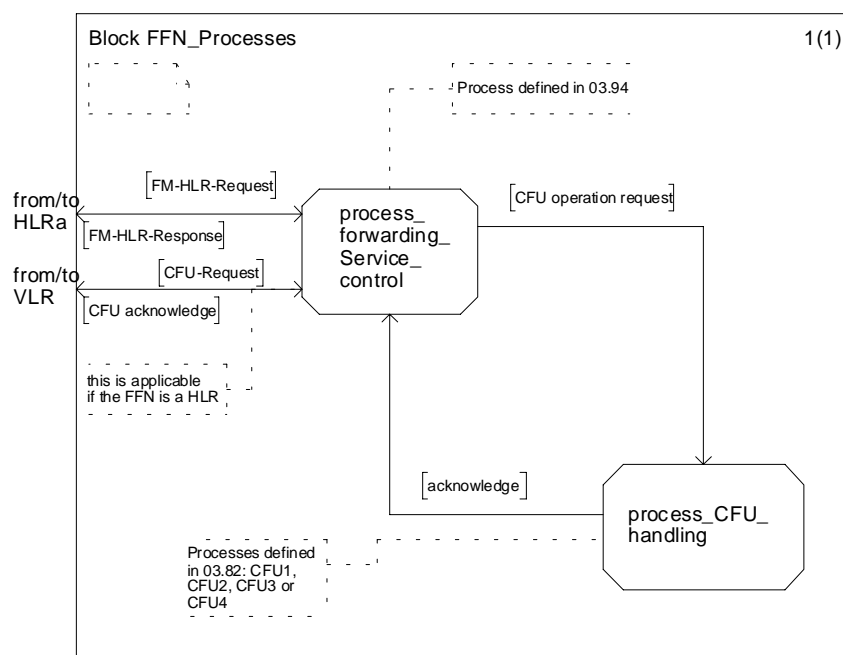 Block FFN_Processes
1(1)
Process defined in 03.94
[FM-HLR-Request]
[CFU operation request]
from/to
HLRa
process_
forwarding_
Service_
control
[FM-HLR-Response]
from/to
VLR
[CFU-Request]
[CFU acknowledge]
this is applicable
if the FFN is a HLR
[acknowledge]
process_CFU_
handling
Processes defined
in 03.82: CFU1,
CFU2, CFU3 or
CFU4